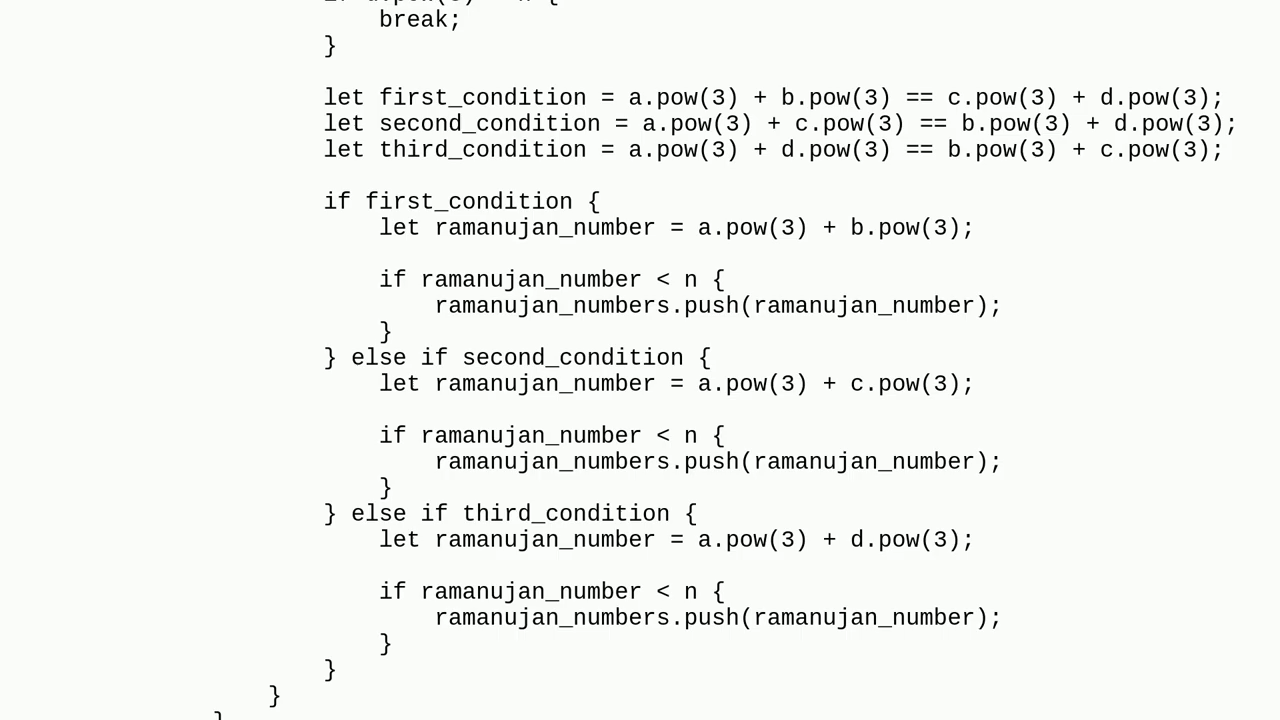 break;
}
let first_condition = a.pow(3) + b.pow(3) == c.pow(3) + d.pow(3);
let second_condition = a.pow(3) + c.pow(3) == b.pow(3) + d.pow(3);
let third_condition = a.pow(3) + d.pow(3) == b.pow(3) + c.pow(3);
if first_condition {
let ramanujan_number = a.pow(3) + b.pow(3);
if ramanujan_number < n {
ramanujan_numbers.push(ramanujan_number);
}
} else if second_condition {
let ramanujan_number = a.pow(3) + c.pow(3);
if ramanujan_number < n {
ramanujan_numbers.push(ramanujan_number);
}
} else if third_condition {
let ramanujan_number = a.pow(3) + d.pow(3);
if ramanujan_number < n {
ramanujan_numbers.push(ramanujan_number);
}
}
}
}